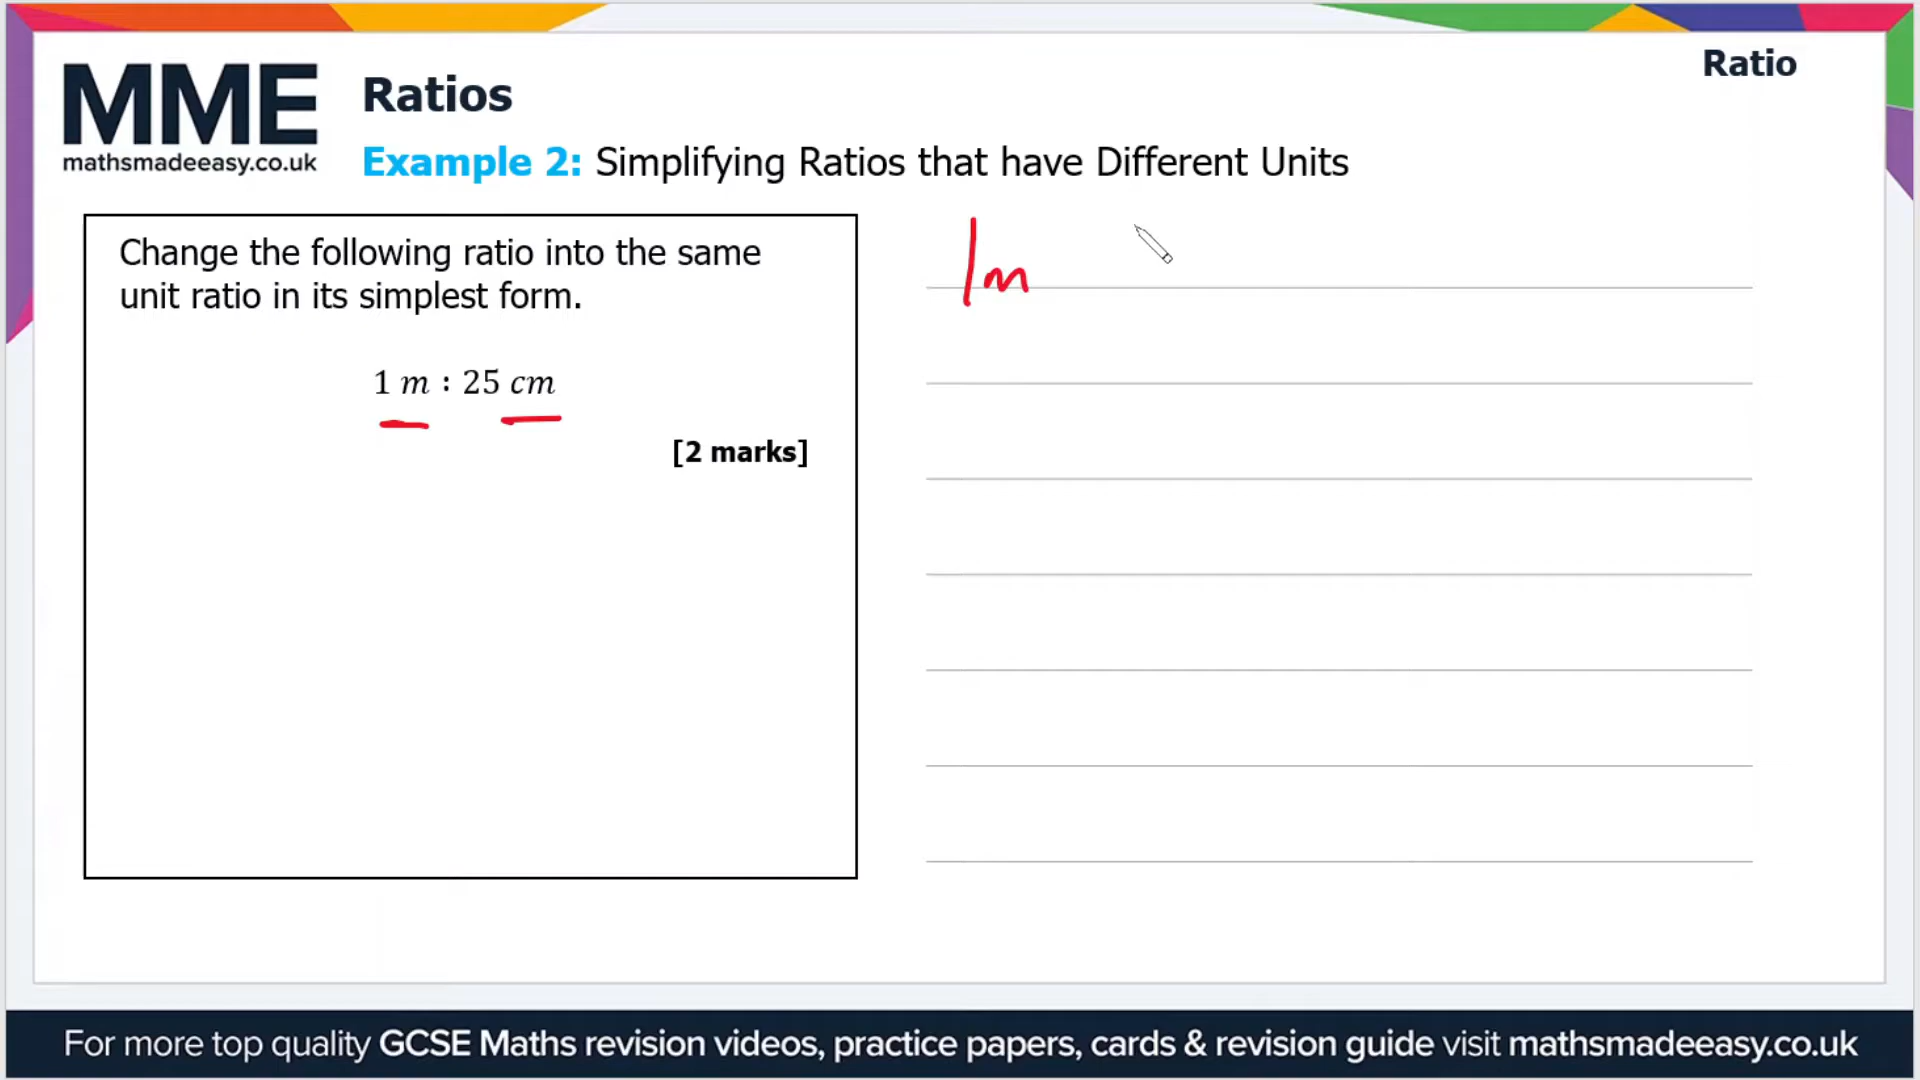 Ratio
MME
mathsmadeeasy.co.uk
Ratios
Example 2: Simplifying Ratios that have Different Units
Change the following ratio into the same
unit ratio in its simplest form.
1 m : 25 cm
[2 marks]
1m
For more top quality GCSE Maths revision videos, practice papers, cards & revision guide visit mathsmadeeasy.co.uk